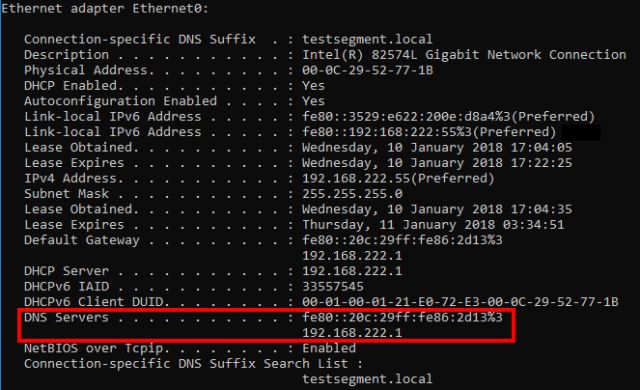 Ethernet adapter Ethernet0:
Connection-specific DNS Suffix  . : testsegment.local
Description . . . . . . . . . . . : Intel(R) 82574L Gigabit Network Connection
Physical Address. . . . . . . . . : 00-0C-29-52-77-1B
DHCP Enabled. . . . . . . . . . . : Yes
Autoconfiguration Enabled . . . . : Yes
Link-local IPv6 Address . . . . . : fe80::3529:e622:200e:d8a4%3(Preferred)
Link-local IPv6 Address . . . . . : fe80::192:168:222:55%3(Preferred)
Lease Obtained. . . . . . . . . . : Wednesday, 10 January 2018 17:04:05
Lease Expires . . . . . . . . . . : Wednesday, 10 January 2018 17:22:25
IPv4 Address. . . . . . . . . . . : 192.168.222.55(Preferred)
Subnet Mask . . . . . . . . . . . : 255.255.255.0
Lease Obtained. . . . . . . . . . : Wednesday, 10 January 2018 17:04:35
Lease Expires . . . . . . . . . . : Thursday, 11 January 2018 03:34:51
Default Gateway . . . . . . . . . : fe80::20c:29ff:fe86:2d13%3
192.168.222.1
DHCP Server . . . . . . . . . . . : 192.168.222.1
DHCPv6 IAID . . . . . . . . . . . : 33557545
DHCPv6 Client DUID. . . . . . . . : 00-01-00-01-21-E0-72-E3-00-0C-29-52-77-1B
DNS Servers . . . . . . . . . . . : fe80::20c:29ff:fe86:2d13%3
192.168.222.1
NetBIOS over Tcpip. . . . . . . . : Enabled
Connection-specific DNS Suffix Search List :
testsegment.local